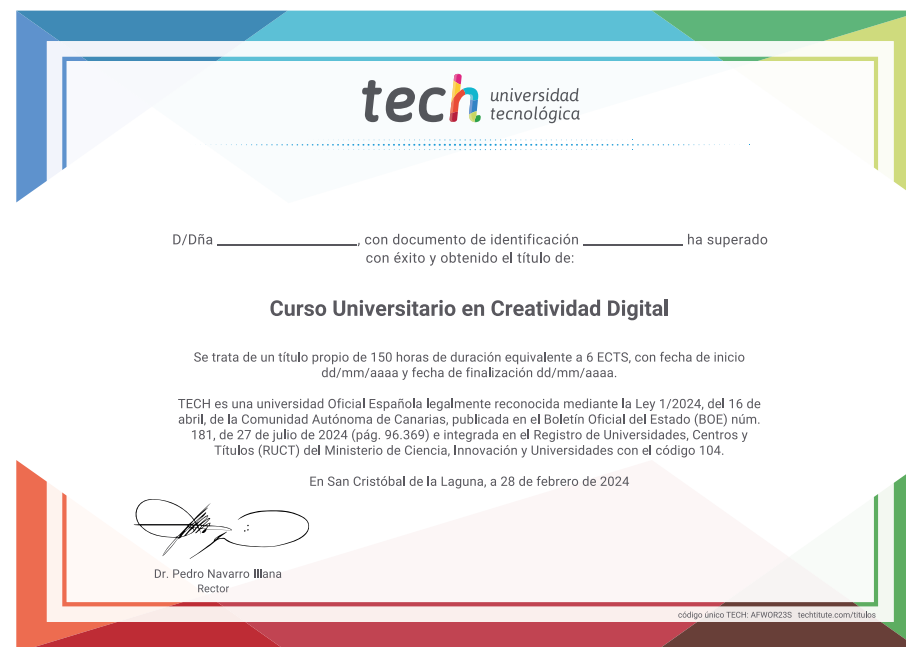 tech universidad
tecnológica
D/Dña ______________, con documento de identificación __________ ha superado
con éxito y obtenido el título de:
Curso Universitario en Creatividad Digital
Se trata de un título propio de 150 horas de duración equivalente a 6 ECTS, con fecha de inicio
dd/mm/aaaa y fecha de finalización dd/mm/aaaa.
TECH es una universidad Oficial Española legalmente reconocida mediante la Ley 1/2024, del 16 de
abril, de la Comunidad Autónoma de Canarias, publicada en el Boletín Oficial del Estado (BOE) núm.
181, de 27 de julio de 2024 (pág. 96.369) e integrada en el Registro de Universidades, Centros y
Títulos (RUCT) del Ministerio de Ciencia, Innovación y Universidades con el código 104.
En San Cristóbal de la Laguna, a 28 de febrero de 2024
Dr. Pedro Navarro Illana
Rector
código único TECH: AFWOR23S techtitute.com/titulos